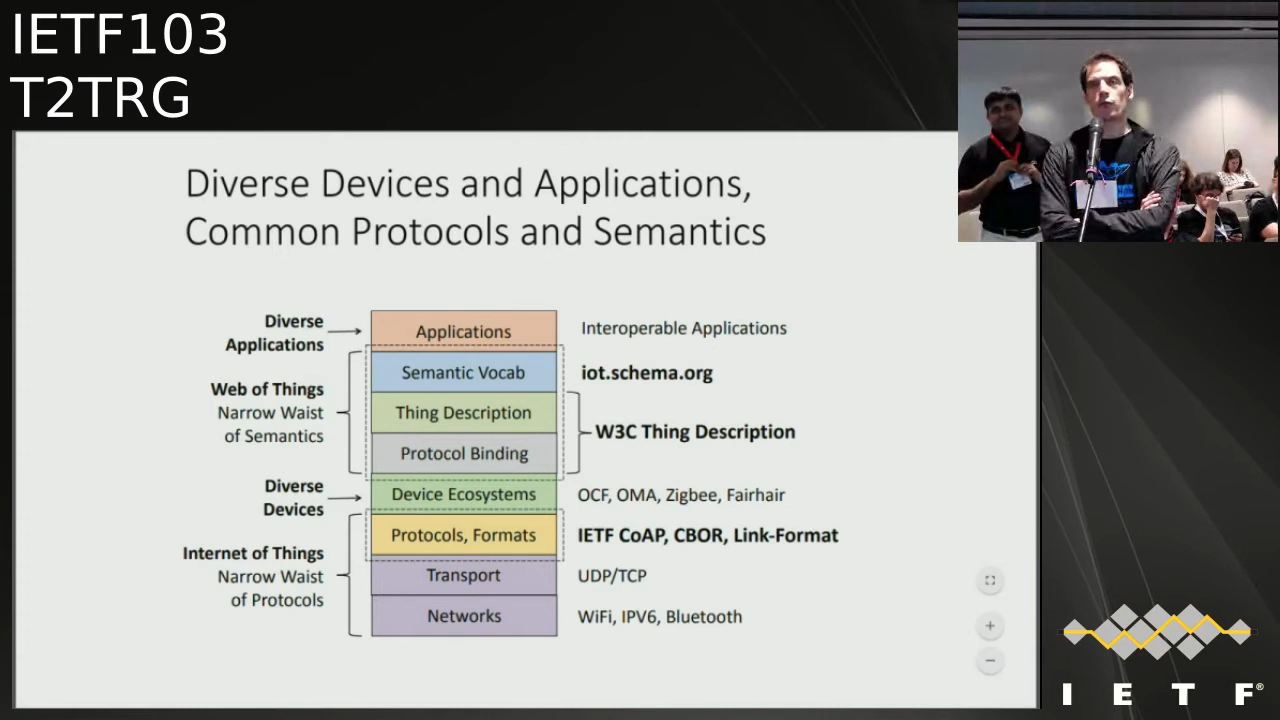 IETF103
T2TRG
Diverse Devices and Applications,
Common Protocols and Semantics
Diverse
Applications
Applications
Interoperable Applications
Web of Things
Narrow Waist
of Semantics
Semantic Vocab
iot.schema.org
Thing Description
Protocol Binding
W3C Thing Description
Diverse
Devices
Device Ecosystems
OCF, OMA, Zigbee, Fairhair
Internet of Things
Narrow Waist
of Protocols
Protocols, Formats
IETF CoAP, CBOR, Link-Format
Transport
UDP/TCP
Networks
WiFi, IPV6, Bluetooth
I E T F®